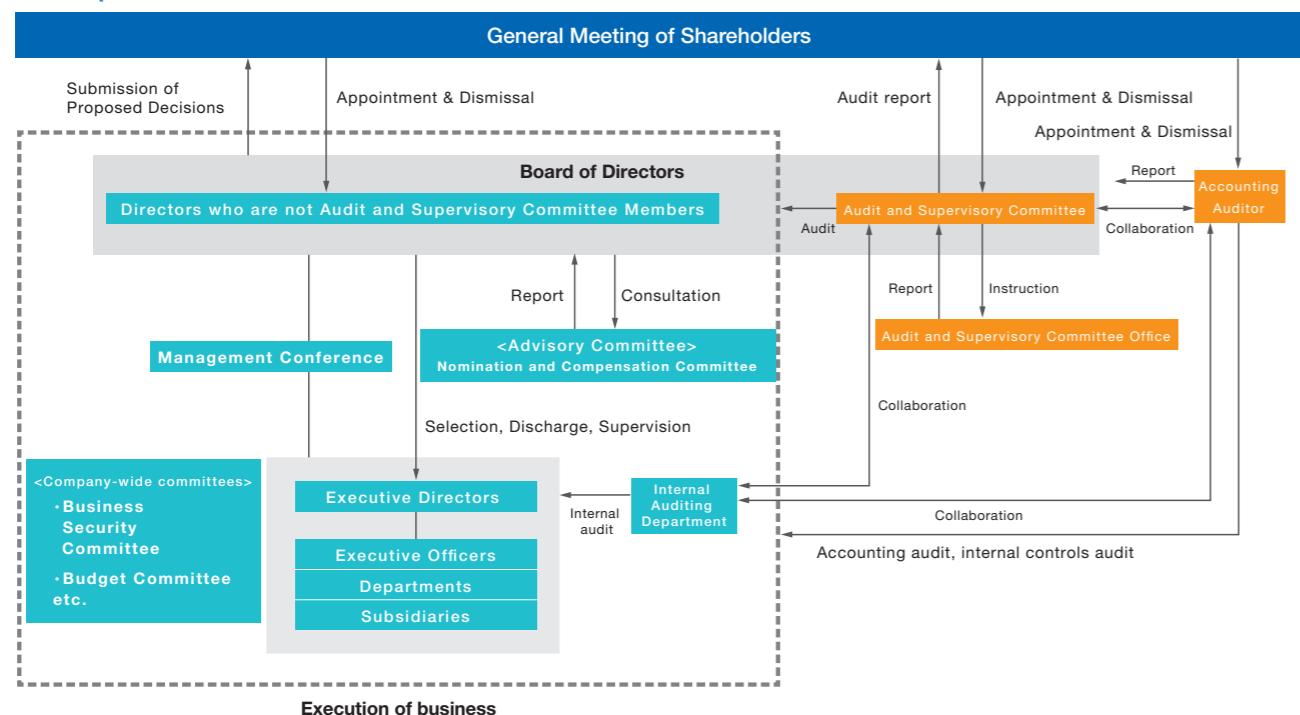 General Meeting of Shareholders
Submission of
Proposed Decisions
Appointment & Dismissal
Audit report
Appointment & Dismissal
Appointment & Dismissal
Board of Directors
Directors who are not Audit and Supervisory Committee Members
Audit
Audit and Supervisory Committee
Report
Collaboration
Accounting
Auditor
Report
Consultation
Report
Instruction
Management Conference
<Advisory Committee>
Nomination and Compensation Committee
Audit and Supervisory Committee Office
Collaboration
Selection, Discharge, Supervision
<Company-wide committees>
・Business
Security
Committee
・Budget Committee
etc.
Executive Directors
Executive Officers
Departments
Subsidiaries
Internal
audit
Internal
Auditing
Department
Collaboration
Accounting audit, internal controls audit
Execution of business